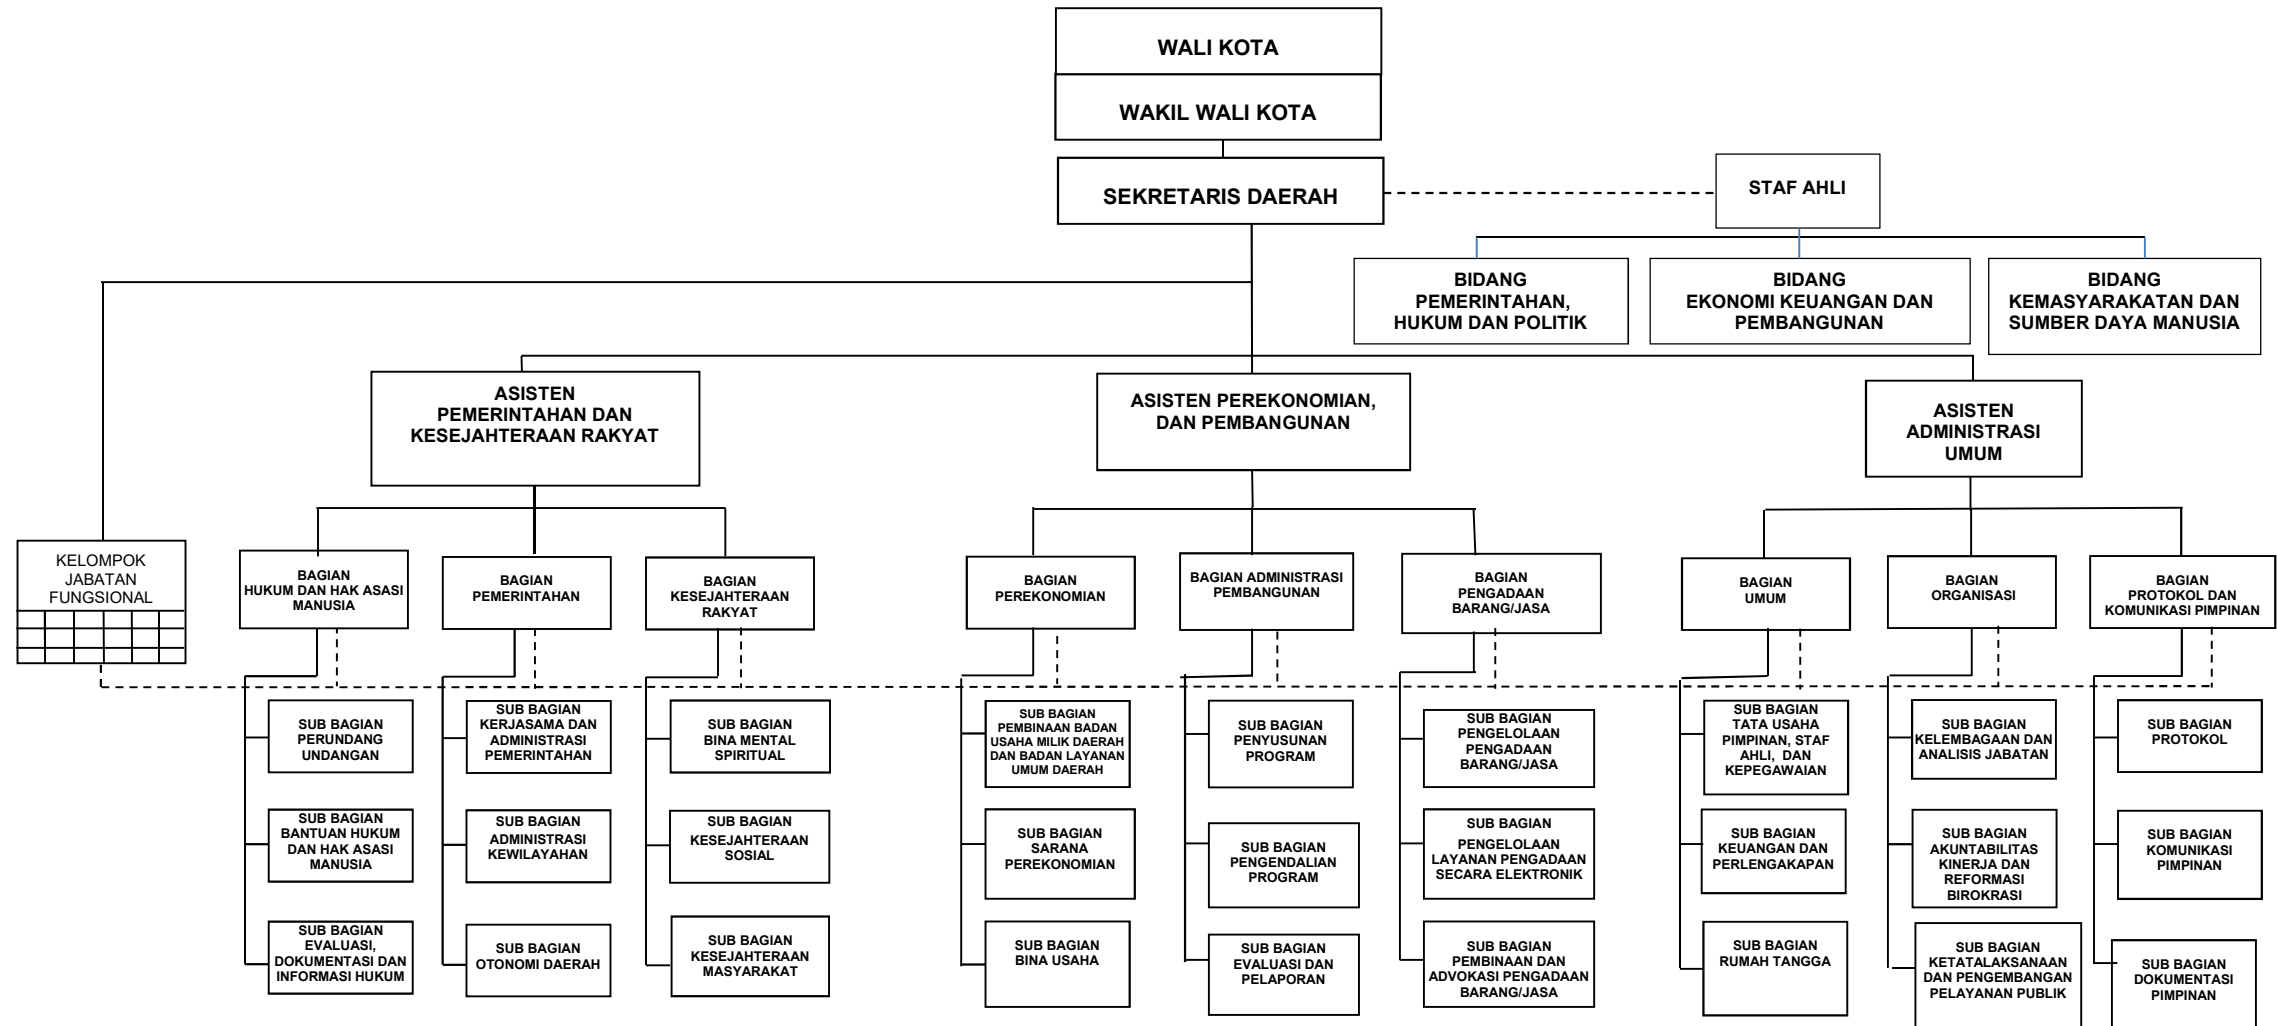 WALI KOTA
WAKIL WALI KOTA
SEKRETARIS DAERAH
STAF AHLI
BIDANG
PEMERINTAHAN,
HUKUM DAN POLITIK
BIDANG
EKONOMI KEUANGAN DAN
PEMBANGUNAN
BIDANG
KEMASYARAKATAN DAN
SUMBER DAYA MANUSIA
ASISTEN
PEMERINTAHAN DAN
KESEJAHTERAAN RAKYAT
ASISTEN PEREKONOMIAN,
DAN PEMBANGUNAN
ASISTEN
ADMINISTRASI
UMUM
KELOMPOK
JABATAN
FUNGSIONAL
BAGIAN
HUKUM DAN HAK ASASI
MANUSIA
BAGIAN
PEMERINTAHAN
BAGIAN
KESEJAHTERAAN
RAKYAT
BAGIAN
PEREKONOMIAN
BAGIAN ADMINISTRASI
PEMBANGUNAN
BAGIAN
PENGADAAN
BARANG/JASA
BAGIAN
UMUM
BAGIAN
ORGANISASI
BAGIAN
PROTOKOL DAN
KOMUNIKASI PIMPINAN
SUB BAGIAN
PERUNDANG
UNDANGAN
SUB BAGIAN
KERJASAMA DAN
ADMINISTRASI
PEMERINTAHAN
SUB BAGIAN
BINA MENTAL
SPIRITUAL
SUB BAGIAN
PEMBINAAN BADAN
USAHA MILIK DAERAH
DAN BADAN LAYANAN
UMUM DAERAH
SUB BAGIAN
PENYUSUNAN
PROGRAM
SUB BAGIAN
PENGELOLAAN
PENGADAAN
BARANG/JASA
SUB BAGIAN
TATA USAHA
PIMPINAN, STAF
AHLI, DAN
KEPEGAWAIAN
SUB BAGIAN
KELEMBAGAAN DAN
ANALISIS JABATAN
SUB BAGIAN
PROTOKOL
SUB BAGIAN
BANTUAN HUKUM
DAN HAK ASASI
MANUSIA
SUB BAGIAN
ADMINISTRASI
KEWILAYAHAN
SUB BAGIAN
KESEJAHTERAAN
SOSIAL
SUB BAGIAN
SARANA
PEREKONOMIAN
SUB BAGIAN
PENGENDALIAN
PROGRAM
SUB BAGIAN
PENGELOLAAN
LAYANAN PENGADAAN
SECARA ELEKTRONIK
SUB BAGIAN
KEUANGAN DAN
PERLENGAKAPAN
SUB BAGIAN
AKUNTABILITAS
KINERJA DAN
REFORMASI
BIROKRASI
SUB BAGIAN
KOMUNIKASI
PIMPINAN
SUB BAGIAN
EVALUASI,
DOKUMENTASI DAN
INFORMASI HUKUM
SUB BAGIAN
OTONOMI DAERAH
SUB BAGIAN
KESEJAHTERAAN
MASYARAKAT
SUB BAGIAN
BINA USAHA
SUB BAGIAN
EVALUASI DAN
PELAPORAN
SUB BAGIAN
PEMBINAAN DAN
ADVOKASI PENGADAAN
BARANG/JASA
SUB BAGIAN
RUMAH TANGGA
SUB BAGIAN
KETATALAKSANAAN
DAN PENGEMBANGAN
PELAYANAN PUBLIK
SUB BAGIAN
DOKUMENTASI
PIMPINAN